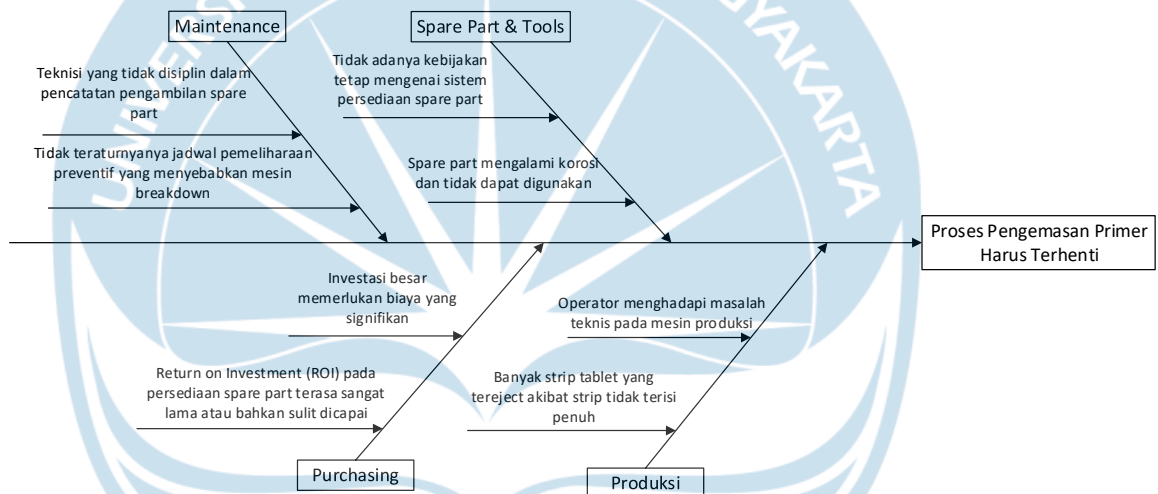 Maintenance
Spare Part & Tools
Teknisi yang tidak disiplin dalam
pencatatan pengambilan spare
part
Tidak adanya kebijakan
tetap mengenai sistem
persediaan spare part
Tidak teraturnyanya jadwal pemeliharaan
preventif yang menyebabkan mesin
breakdown
Spare part mengalami korosi
dan tidak dapat digunakan
Proses Pengemasan Primer
Harus Terhenti
Investasi besar
memerlukan biaya yang
signifikan
Operator menghadapi masalah
teknis pada mesin produksi
Return on Investment (ROI) pada
persediaan spare part terasa sangat
lama atau bahkan sulit dicapai
Banyak strip tablet yang
tereject akibat strip tidak terisi
penuh
Purchasing
Produksi